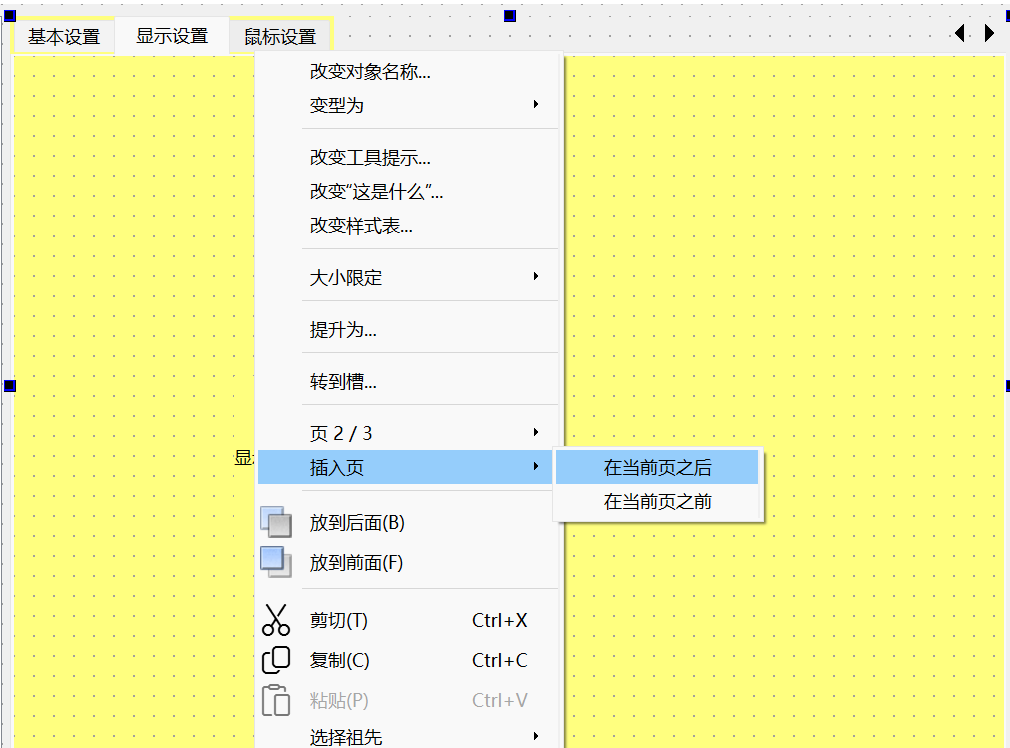 基本设置 显示设置 鼠标设置
改变对象名称...
变型为
改变工具提示...
改变“这是什么”...
改变样式表...
大小限定
提升为...
转到槽...
页 2 / 3
显
插入页
在当前页之后
在当前页之前
放到后面(B)
放到前面(F)
剪切(T) Ctrl+X
复制(C) Ctrl+C
粘贴(P) Ctrl+V
选择祖先